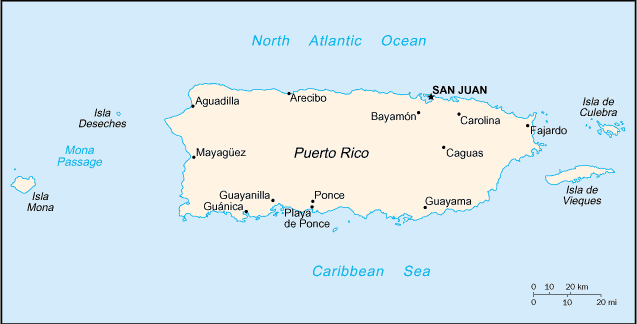 North Atlantic Ocean
SAN JUAN
Arecibo
Aguadilla
Isla
Deseches
Isla de
Culebra
Bayamón
Carolina
Fajardo
Mona
Passage
Mayagüez
Puerto Rico
Caguas
Isla
Mona
Guayanilla
Guánica
Ponce
Playa
de Ponce
Guayama
Isla de
Vieques
Caribbean Sea
0 10 20 km
0 10 20 mi